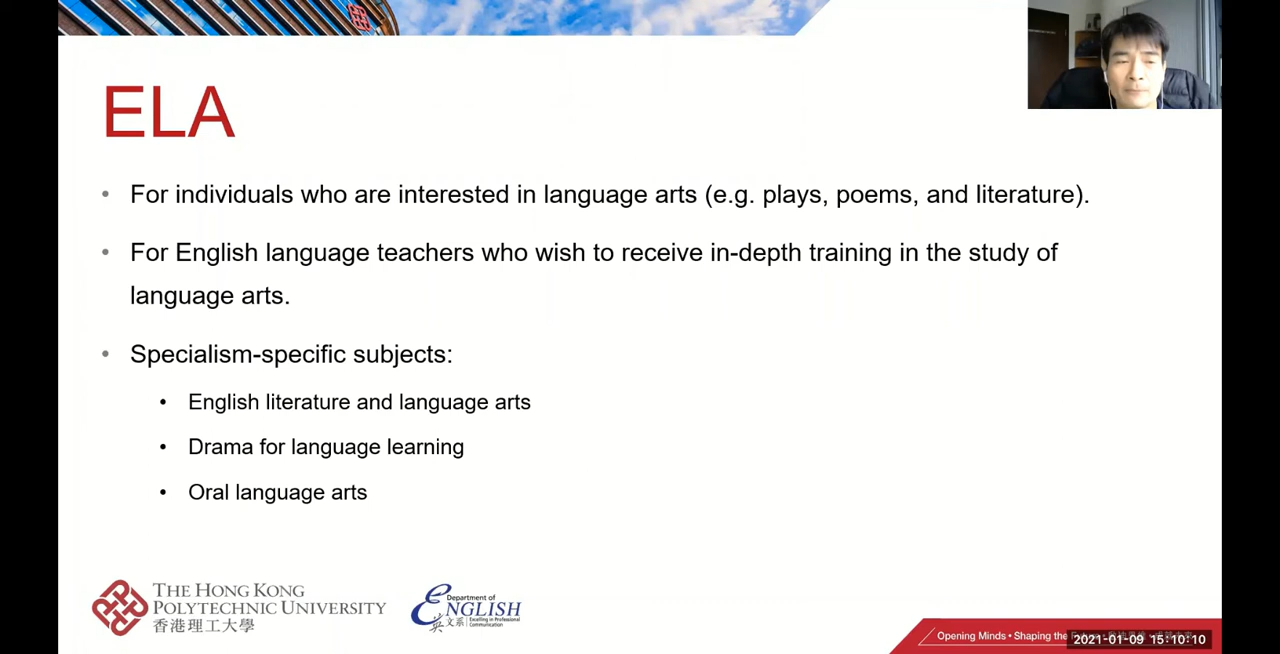 ELA
• For individuals who are interested in language arts (e.g. plays, poems, and literature).
• For English language teachers who wish to receive in-depth training in the study of
language arts.
• Specialism-specific subjects:
• English literature and language arts
• Drama for language learning
• Oral language arts
THE HONG KONG
POLYTECHNIC UNIVERSITY
香港理工大學
Department of
ENGLISH
英文系
Excelling in Professional
Communication
Opening Minds • Shaping the
2021-01-09 15:10:10